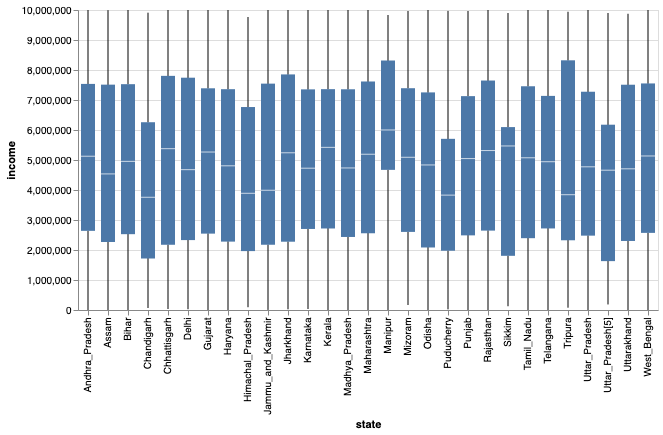 10,000,000
9,000,000
8,000,000
7,000,000
6,000,000
5,000,000
4,000,000
3,000,000
2,000,000
1,000,000
0
income
Andhra_Pradesh
Assam
Bihar
Chandigarh
Chhattisgarh
Delhi
Gujarat
Haryana
Himachal_Pradesh
Jammu_and_Kashmir
Jharkhand
Karnataka
Kerala
Madhya_Pradesh
Maharashtra
Manipur
Mizoram
Odisha
Puducherry
Punjab
Rajasthan
Sikkim
Tamil_Nadu
Telangana
Tripura
Uttar_Pradesh
Uttar_Pradesh[5]
Uttarakhand
West_Bengal
state